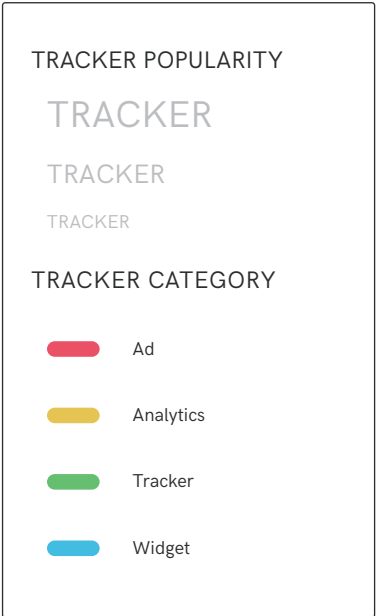 TRACKER POPULARITY
TRACKER
TRACKER
TRACKER
TRACKER CATEGORY
Ad
Analytics
Tracker
Widget